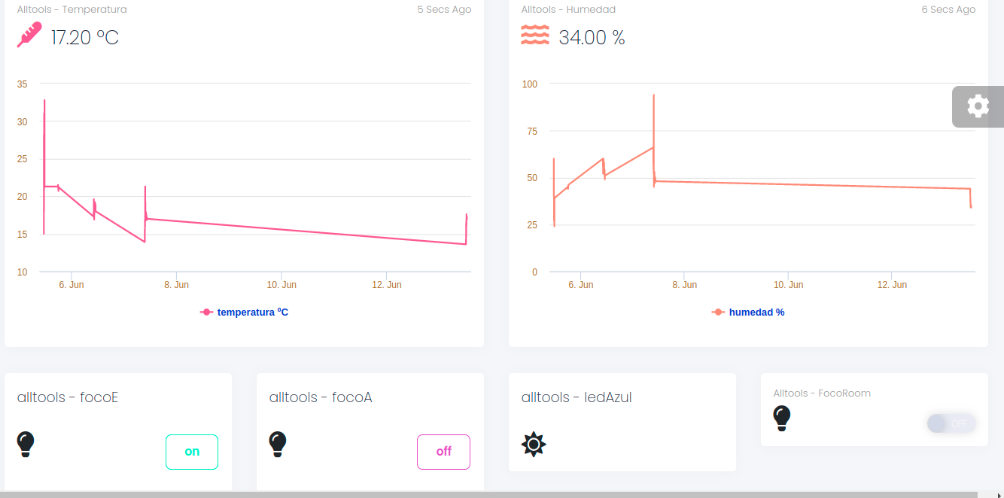 Alltools - Temperatura
5 Secs Ago
17.20 ºC
35
30
25
20
15
10
6. Jun
8. Jun
10. Jun
12. Jun
temperatura ºC
Alltools - Humedad
6 Secs Ago
34.00 %
100
75
50
25
0
6. Jun
8. Jun
10. Jun
12. Jun
humedad %
alltools - focoE
on
alltools - focoA
off
alltools - ledAzul
Alltools - FocoRoom
OFF